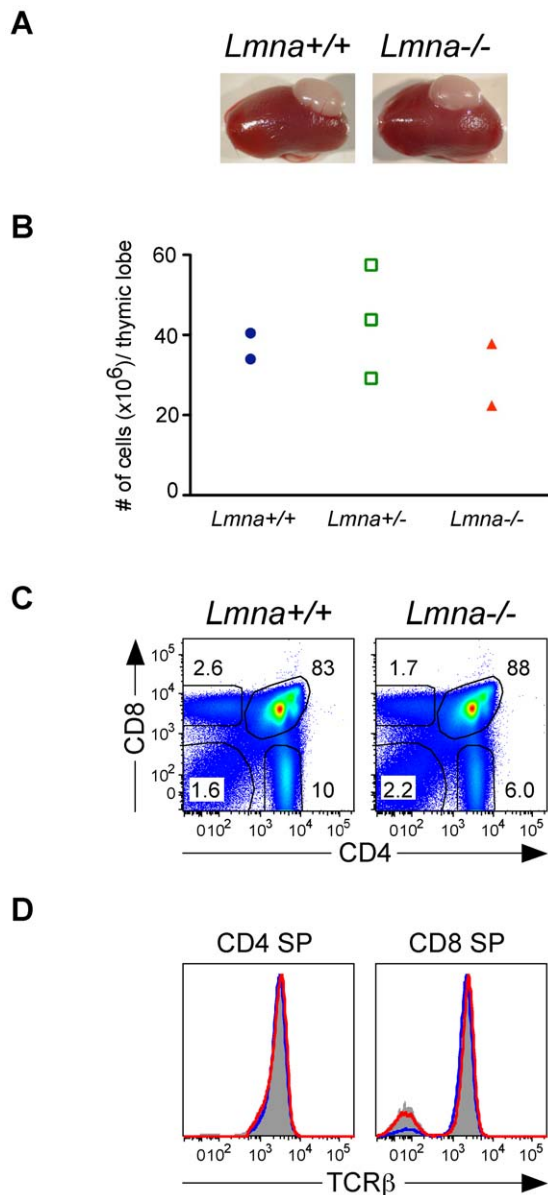 A
Lmna+/+ Lmna-/-
B
# of cells (x10⁶)/ thymic lobe
60
40
20
0
Lmna+/+ Lmna+/- Lmna-/-
C
Lmna+/+ Lmna-/-
CD8
10⁵
10⁴
10³
10²
0
2.6 83
1.6 10
1.7 88
2.2 6.0
0 10² 10³ 10⁴ 10⁵ 0 10² 10³ 10⁴ 10⁵
CD4
D
CD4 SP CD8 SP
0 10² 10³ 10⁴ 10⁵ 0 10² 10³ 10⁴ 10⁵
TCRβ